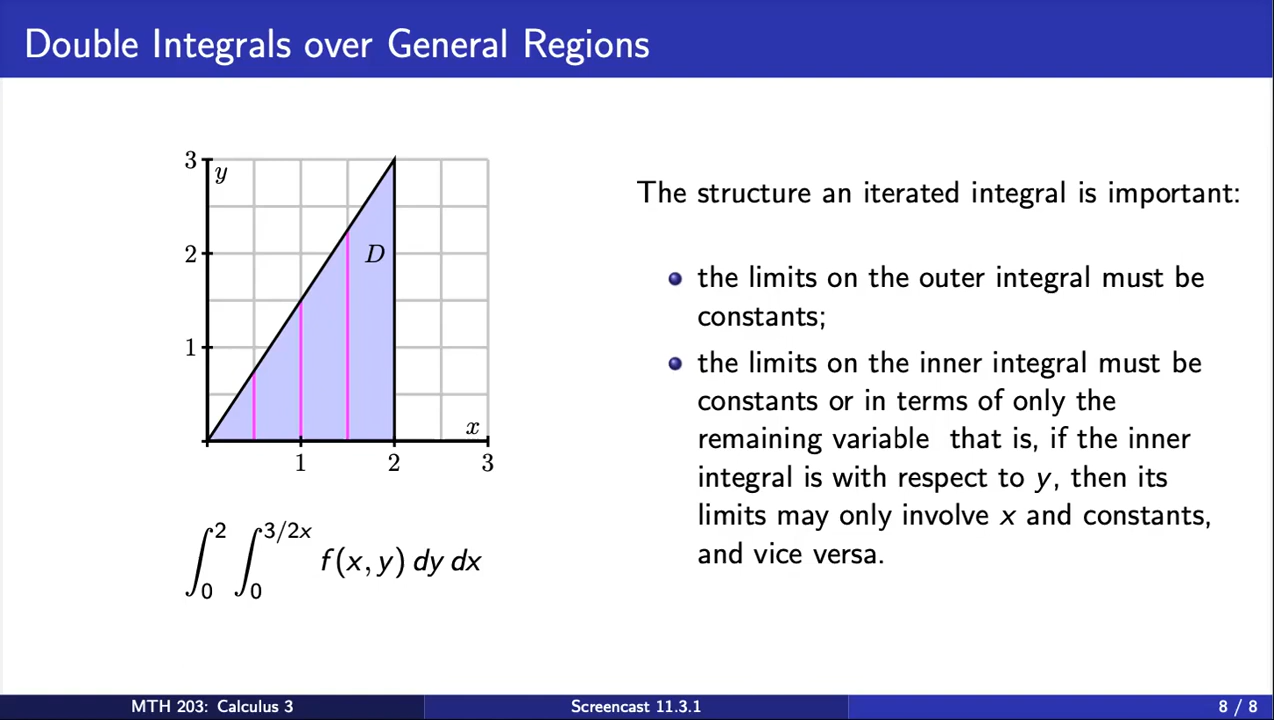 Double Integrals over General Regions
3
y
2
D
1
x
1 2 3
∫₀² ∫₀^{3/2x} f(x, y) dy dx
The structure an iterated integral is important:
the limits on the outer integral must be
constants;
the limits on the inner integral must be
constants or in terms of only the
remaining variable that is, if the inner
integral is with respect to y, then its
limits may only involve x and constants,
and vice versa.
MTH 203: Calculus 3 Screencast 11.3.1 8 / 8